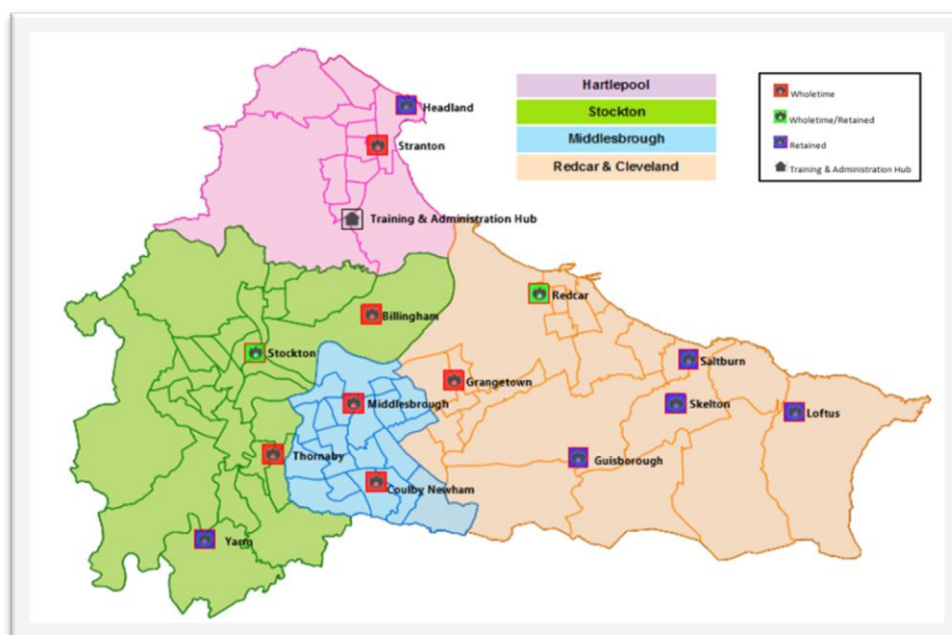 Hartlepool
Stockton
Middlesbrough
Redcar & Cleveland
Wholetime
Wholetime/Retained
Retained
Training & Administration Hub
Headland
Stranton
Training & Administration Hub
Redcar
Billingham
Stockton
Saltburn
Grangetown
Middlesbrough
Skelton
Loftus
Thornaby
Guisborough
Coulby Newham
Yarm